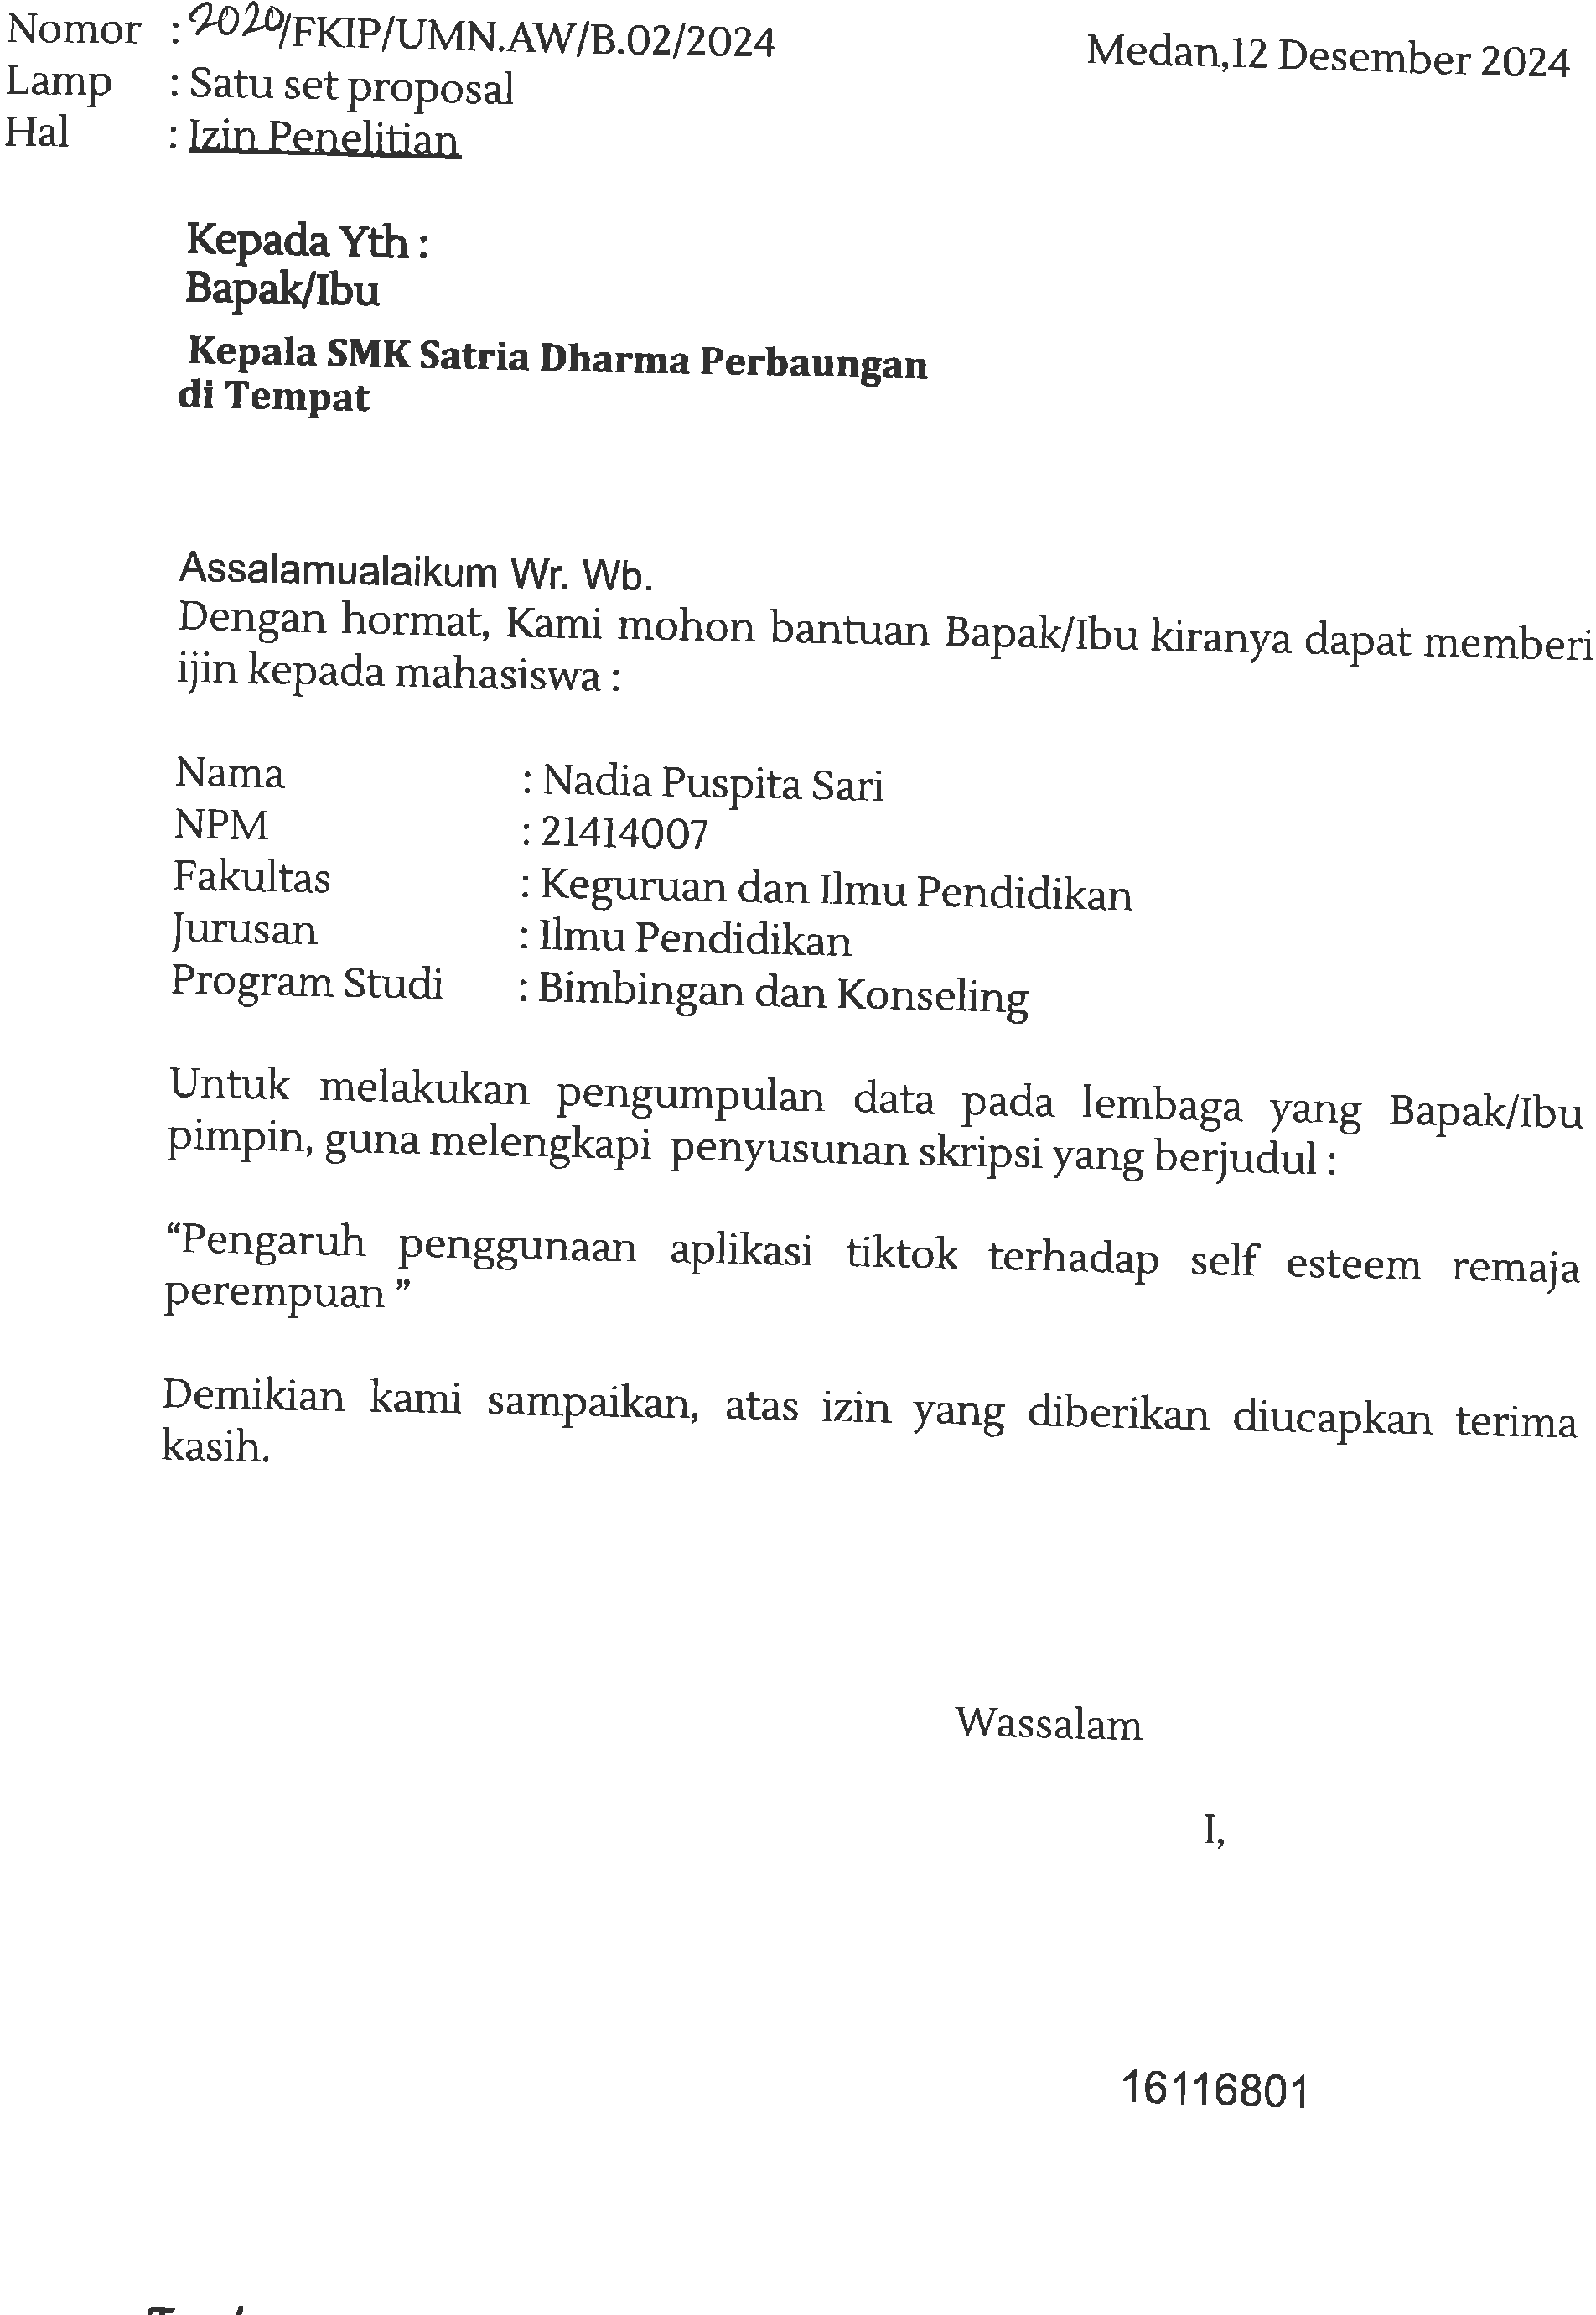 Nomor : 2020/FKIP/UMN.AW/B.02/2024 Medan,12 Desember 2024
Lamp : Satu set proposal
Hal : Izin Penelitian
Kepada Yth :
Bapak/Ibu
Kepala SMK Satria Dharma Perbaungan
di Tempat
Assalamualaikum Wr. Wb.
Dengan hormat, Kami mohon bantuan Bapak/Ibu kiranya dapat memberi
ijin kepada mahasiswa :
Nama : Nadia Puspita Sari
NPM : 21414007
Fakultas : Keguruan dan Ilmu Pendidikan
Jurusan : Ilmu Pendidikan
Program Studi : Bimbingan dan Konseling
Untuk melakukan pengumpulan data pada lembaga yang Bapak/Ibu
pimpin, guna melengkapi penyusunan skripsi yang berjudul :
“Pengaruh penggunaan aplikasi tiktok terhadap self esteem remaja
perempuan ”
Demikian kami sampaikan, atas izin yang diberikan diucapkan terima
kasih.
Wassalam
I,
16116801